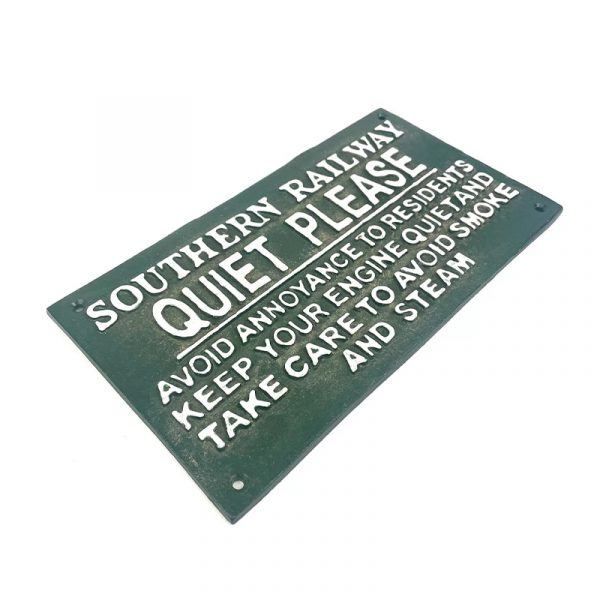 SOUTHERN RAILWAY
QUIET PLEASE
AVOID ANNOYANCE TO RESIDENTS
KEEP YOUR ENGINE QUIET AND
TAKE CARE TO AVOID SMOKE
AND STEAM